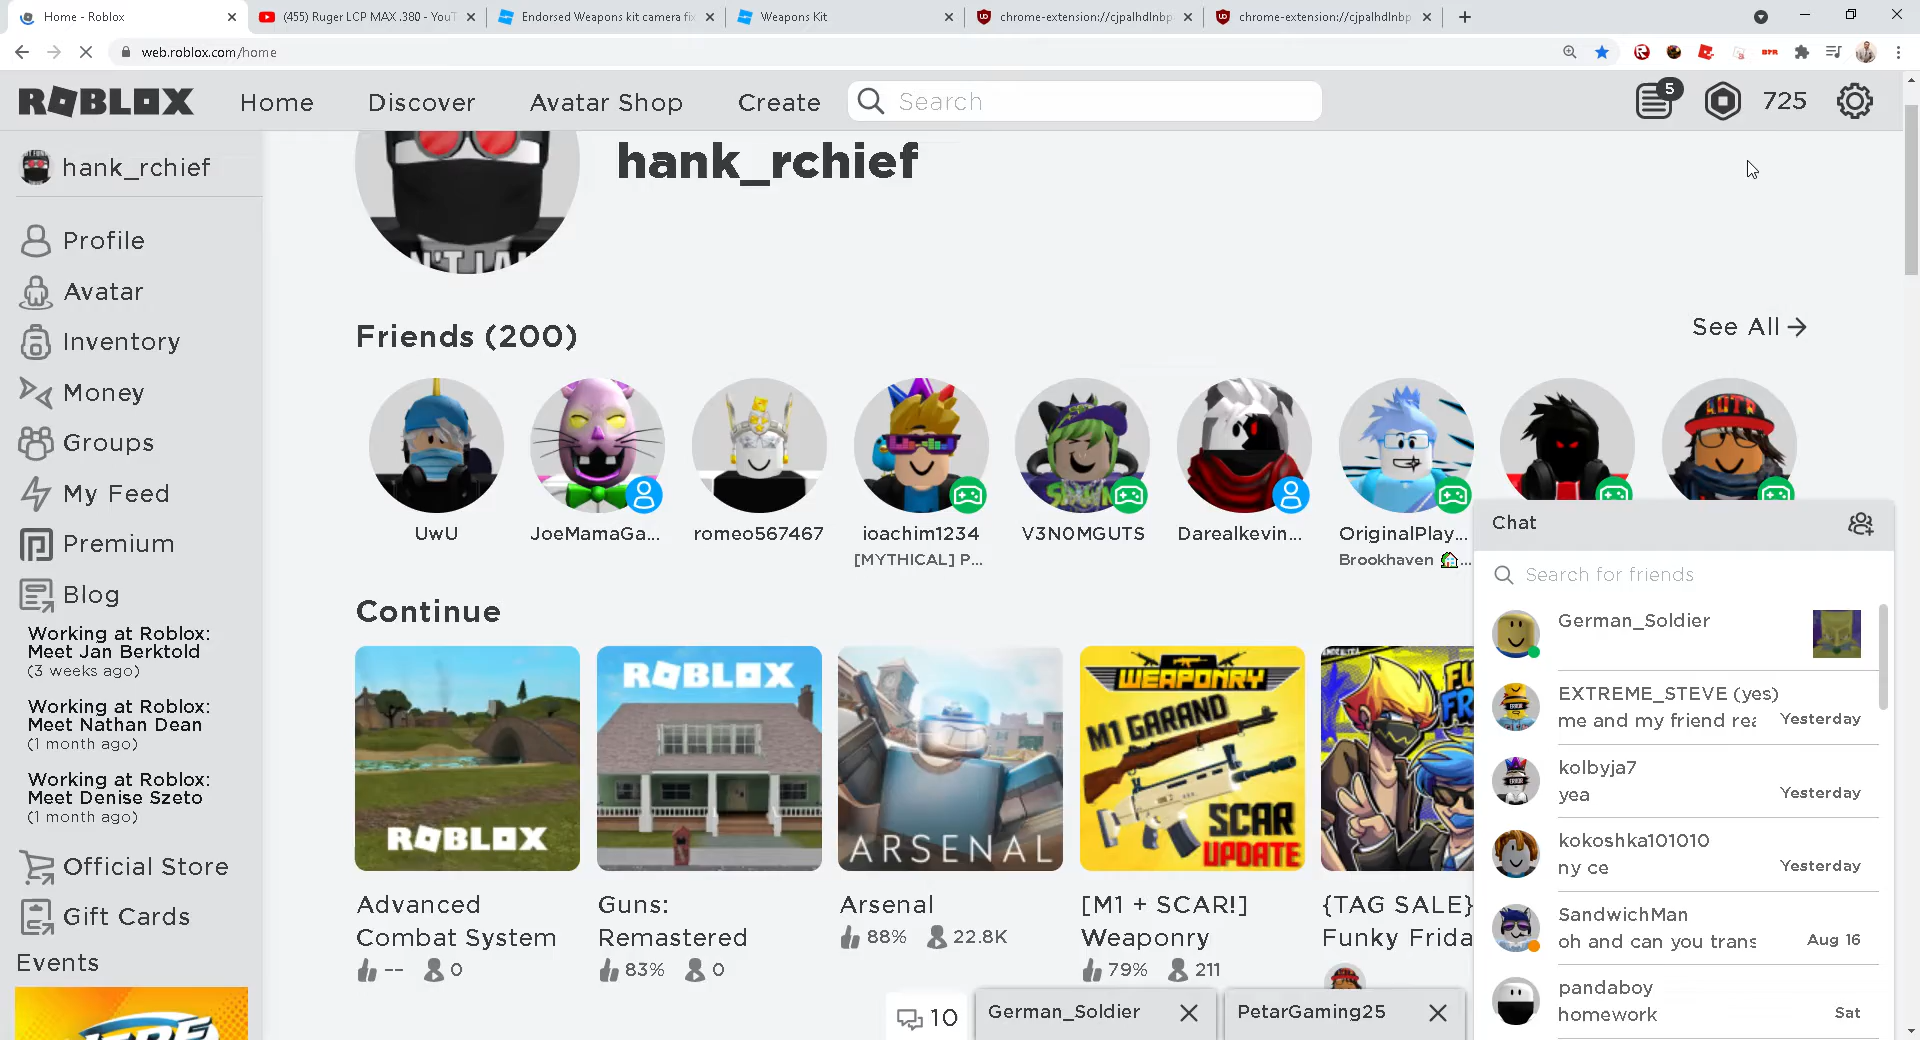 Home - Roblox
(455) Ruger LCP MAX .380 - YouT
Endorsed Weapons kit camera fix
Weapons Kit
chrome-extension://cjpalhdlnbp
chrome-extension://cjpalhdlnbp
web.roblox.com/home
ROBLOX
Home
Discover
Avatar Shop
Create
Search
5
725
hank_rchief
Profile
Avatar
Inventory
Money
Groups
My Feed
Premium
Blog
Working at Roblox:
Meet Jan Berktold
(3 weeks ago)
Working at Roblox:
Meet Nathan Dean
(1 month ago)
Working at Roblox:
Meet Denise Szeto
(1 month ago)
Official Store
Gift Cards
Events
hank_rchief
Friends (200)
See All
UwU
JoeMamaGa...
romeo567467
ioachim1234
[MYTHICAL] P...
V3N0MGUTS
Darealkevin...
OriginalPlay...
Brookhaven 🏡...
Continue
ROBLOX
ROBLOX
ARSENAL
WEAPONRY
M1 GARAND
SCAR
UPDATE
Advanced
Combat System
--
0
Guns:
Remastered
83%
0
Arsenal
88%
22.8K
[M1 + SCAR!]
Weaponry
79%
211
{TAG SALE}
Funky Frida
Chat
Search for friends
German_Soldier
EXTREME_STEVE (yes)
me and my friend rea
Yesterday
kolbyja7
yea
Yesterday
kokoshka101010
ny ce
Yesterday
SandwichMan
oh and can you trans
Aug 16
pandaboy
homework
Sat
10
German_Soldier
PetarGaming25